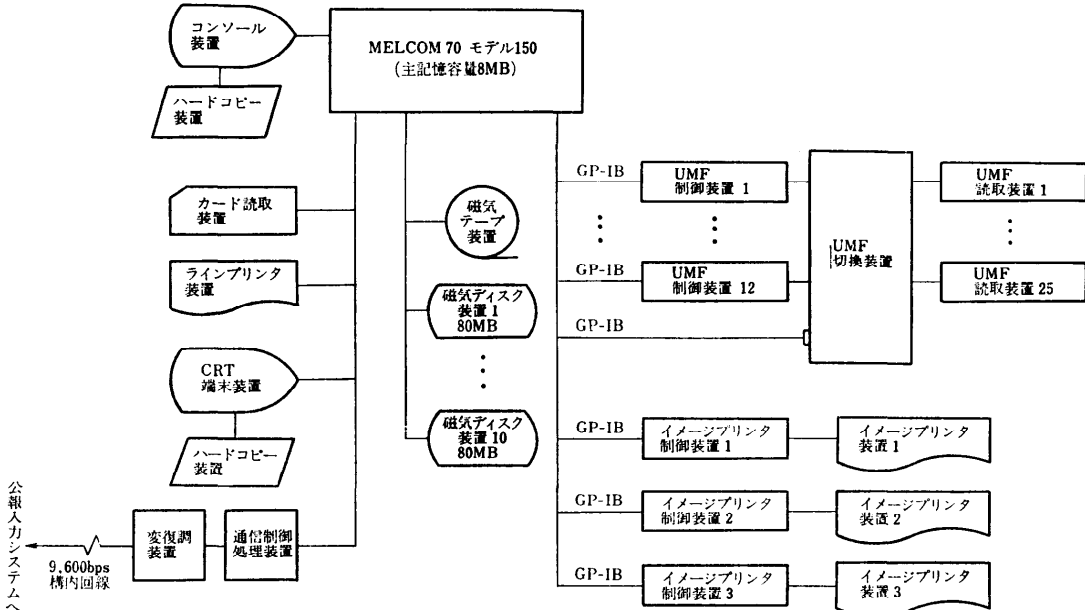 コンソール
装置
ハードコピー
装置
MELCOM 70 モデル150
(主記憶容量8MB)
カード読取
装置
ラインプリンタ
装置
CRT
端末装置
ハードコピー
装置
公報入力システムへ
9,600bps
構内回線
変復調
装置
通信制御
処理装置
磁気
テープ
装置
磁気ディスク
装置1
80MB
磁気ディスク
装置10
80MB
GP-IB
UMF
制御装置 1
GP-IB
UMF
制御装置 12
GP-IB
UMF
切換装置
UMF
読取装置 1
UMF
読取装置 25
GP-IB
イメージプリンタ
制御装置1
イメージプリンタ
装置1
GP-IB
イメージプリンタ
制御装置2
イメージプリンタ
装置2
GP-IB
イメージプリンタ
制御装置3
イメージプリンタ
装置3